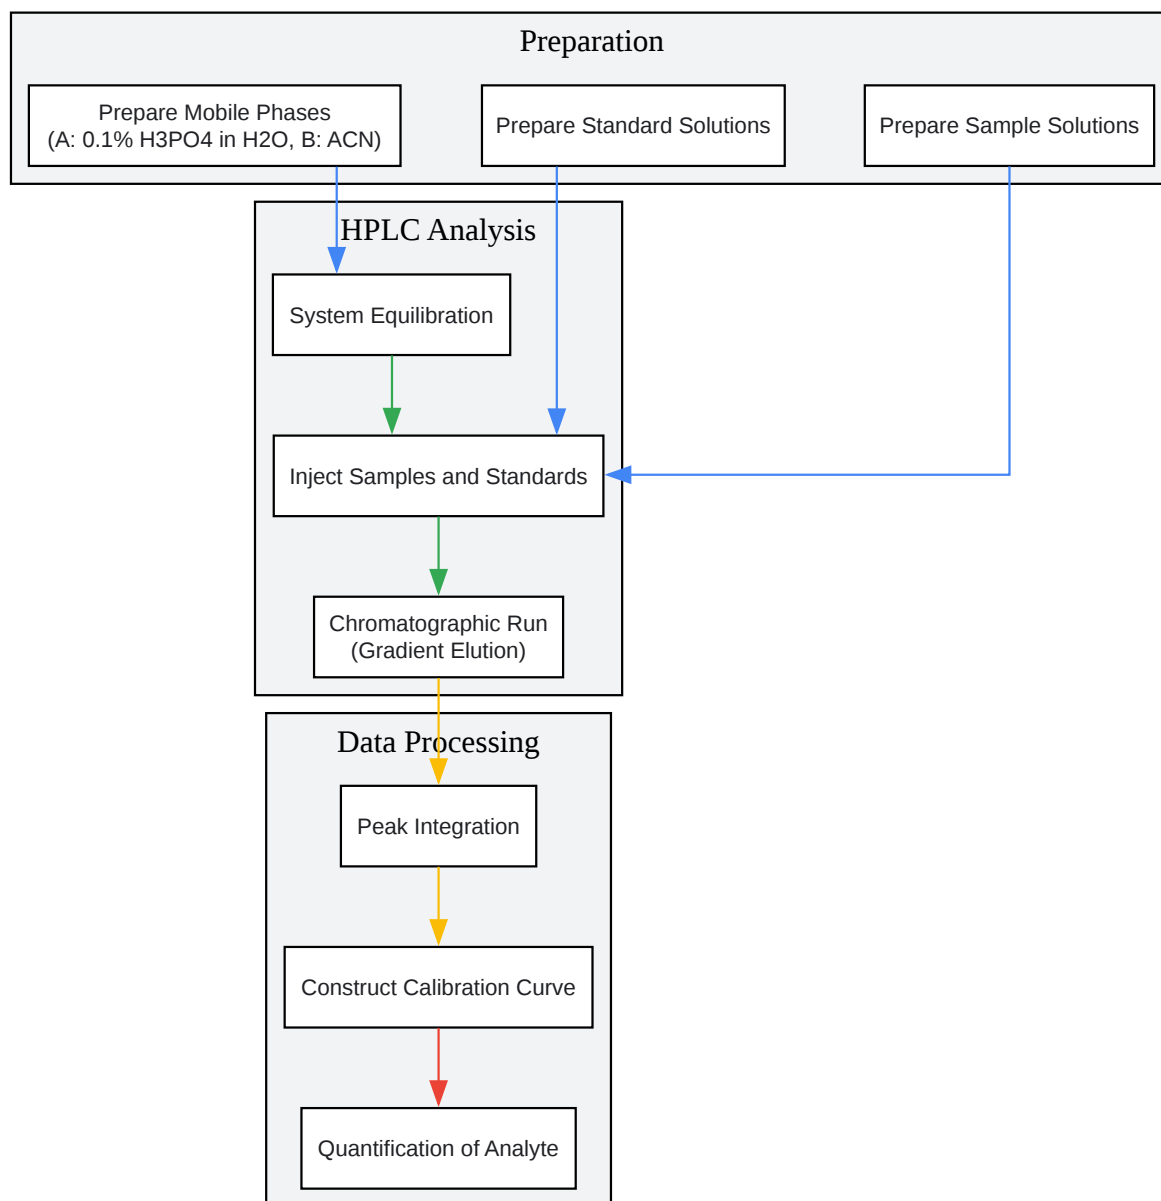 Preparation
Prepare Mobile Phases
(A: 0.1% H3PO4 in H2O, B: ACN)
Prepare Standard Solutions
Prepare Sample Solutions
HPLC Analysis
System Equilibration
Inject Samples and Standards
Chromatographic Run
(Gradient Elution)
Data Processing
Peak Integration
Construct Calibration Curve
Quantification of Analyte